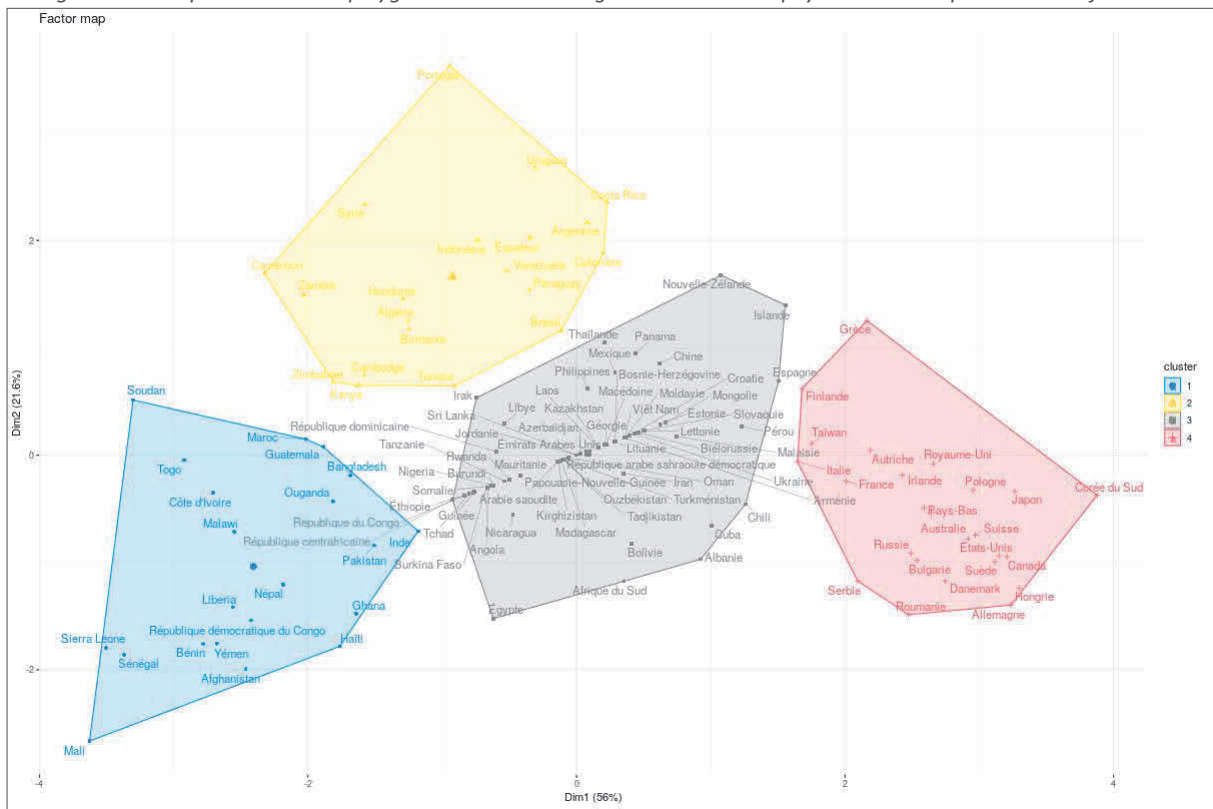 Factor map
Portugal
Uruguay
Costa Rica
Syrie
Argentine
Indonésie
Equateur
Colombie
Cameroun
Venezuela
Zambie
Paraguay
Honduras
Algérie
Birmanie
Brésil
Cambodge
Zimbabwe
Tunisie
Kenya
Nouvelle-Zélande
Islande
Thaïlande
Panama
Mexique
Chine
Philippines
Bosnie-Herzégovine
Croatie
Espagne
Irak
Laos
Macédoine
Moldavie
Mongolie
Sri Lanka
Libye
Kazakhstan
Viêt Nam
Estonie
Slovaquie
République dominicaine
Azerbaïdjan
Géorgie
Pérou
Jordanie
Lettonie
Tanzanie
Emirats Arabes Unis
Lituanie
Biélorussie
Rwanda
Malaisie
Mauritanie
République arabe sahraouie démocratique
Nigeria
Burundi
Papouasie-Nouvelle-Guinée
Iran
Oman
Ukraine
Somalie
Arabie saoudite
Ouzbekistan
Turkménistan
Arménie
Ethiopie
Guinée
Kirghizistan
Tadjikistan
Chili
République du Congo
Tchad
Nicaragua
Madagascar
Cuba
République centrafricaine
Angola
Bolivie
Albanie
Burkina Faso
Afrique du Sud
Egypte
Soudan
Maroc
Guatemala
Togo
Bangladesh
Côte d'Ivoire
Ouganda
Malawi
Inde
Pakistan
Népal
Liberia
Ghana
République démocratique du Congo
Sierra Leone
Haïti
Sénégal
Bénin
Yémen
Afghanistan
Mali
Grèce
Finlande
Taïwan
Royaume-Uni
Autriche
Italie
France
Irlande
Pologne
Japon
Corée du Sud
Pays-Bas
Australie
Suisse
Russie
Etats-Unis
Bulgarie
Suède
Canada
Serbie
Danemark
Hongrie
Roumanie
Allemagne
cluster
1
2
3
4
Dim2 (21.6%)
2
0
-2
-4
-2
0
2
4
Dim1 (56%)